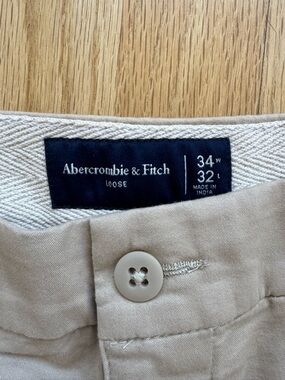 Abercrombie & Fitch
LOOSE
34 W
32 L
MADE IN
INDIA